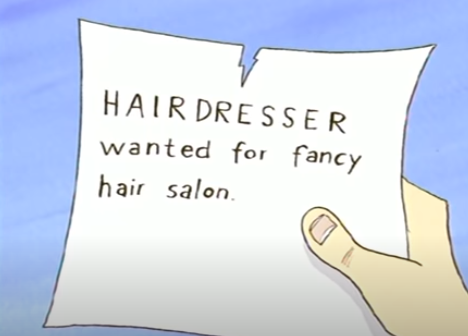 HAIRDRESSER
wanted for fancy
hair salon.